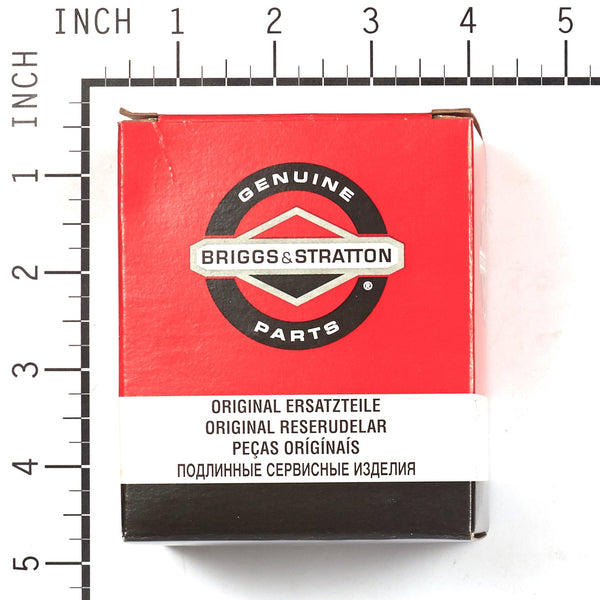 INCH 1 2 3 4 5
INCH
1
2
3
4
5
GENUINE
BRIGGS&STRATTON
®
PARTS
ORIGINAL ERSATZTEILE
ORIGINAL RESERUDELAR
PEÇAS ORÍGÍNAIS
ПОДЛИННЫЕ СЕРВИСНЫЕ ИЗДЕЛИЯ